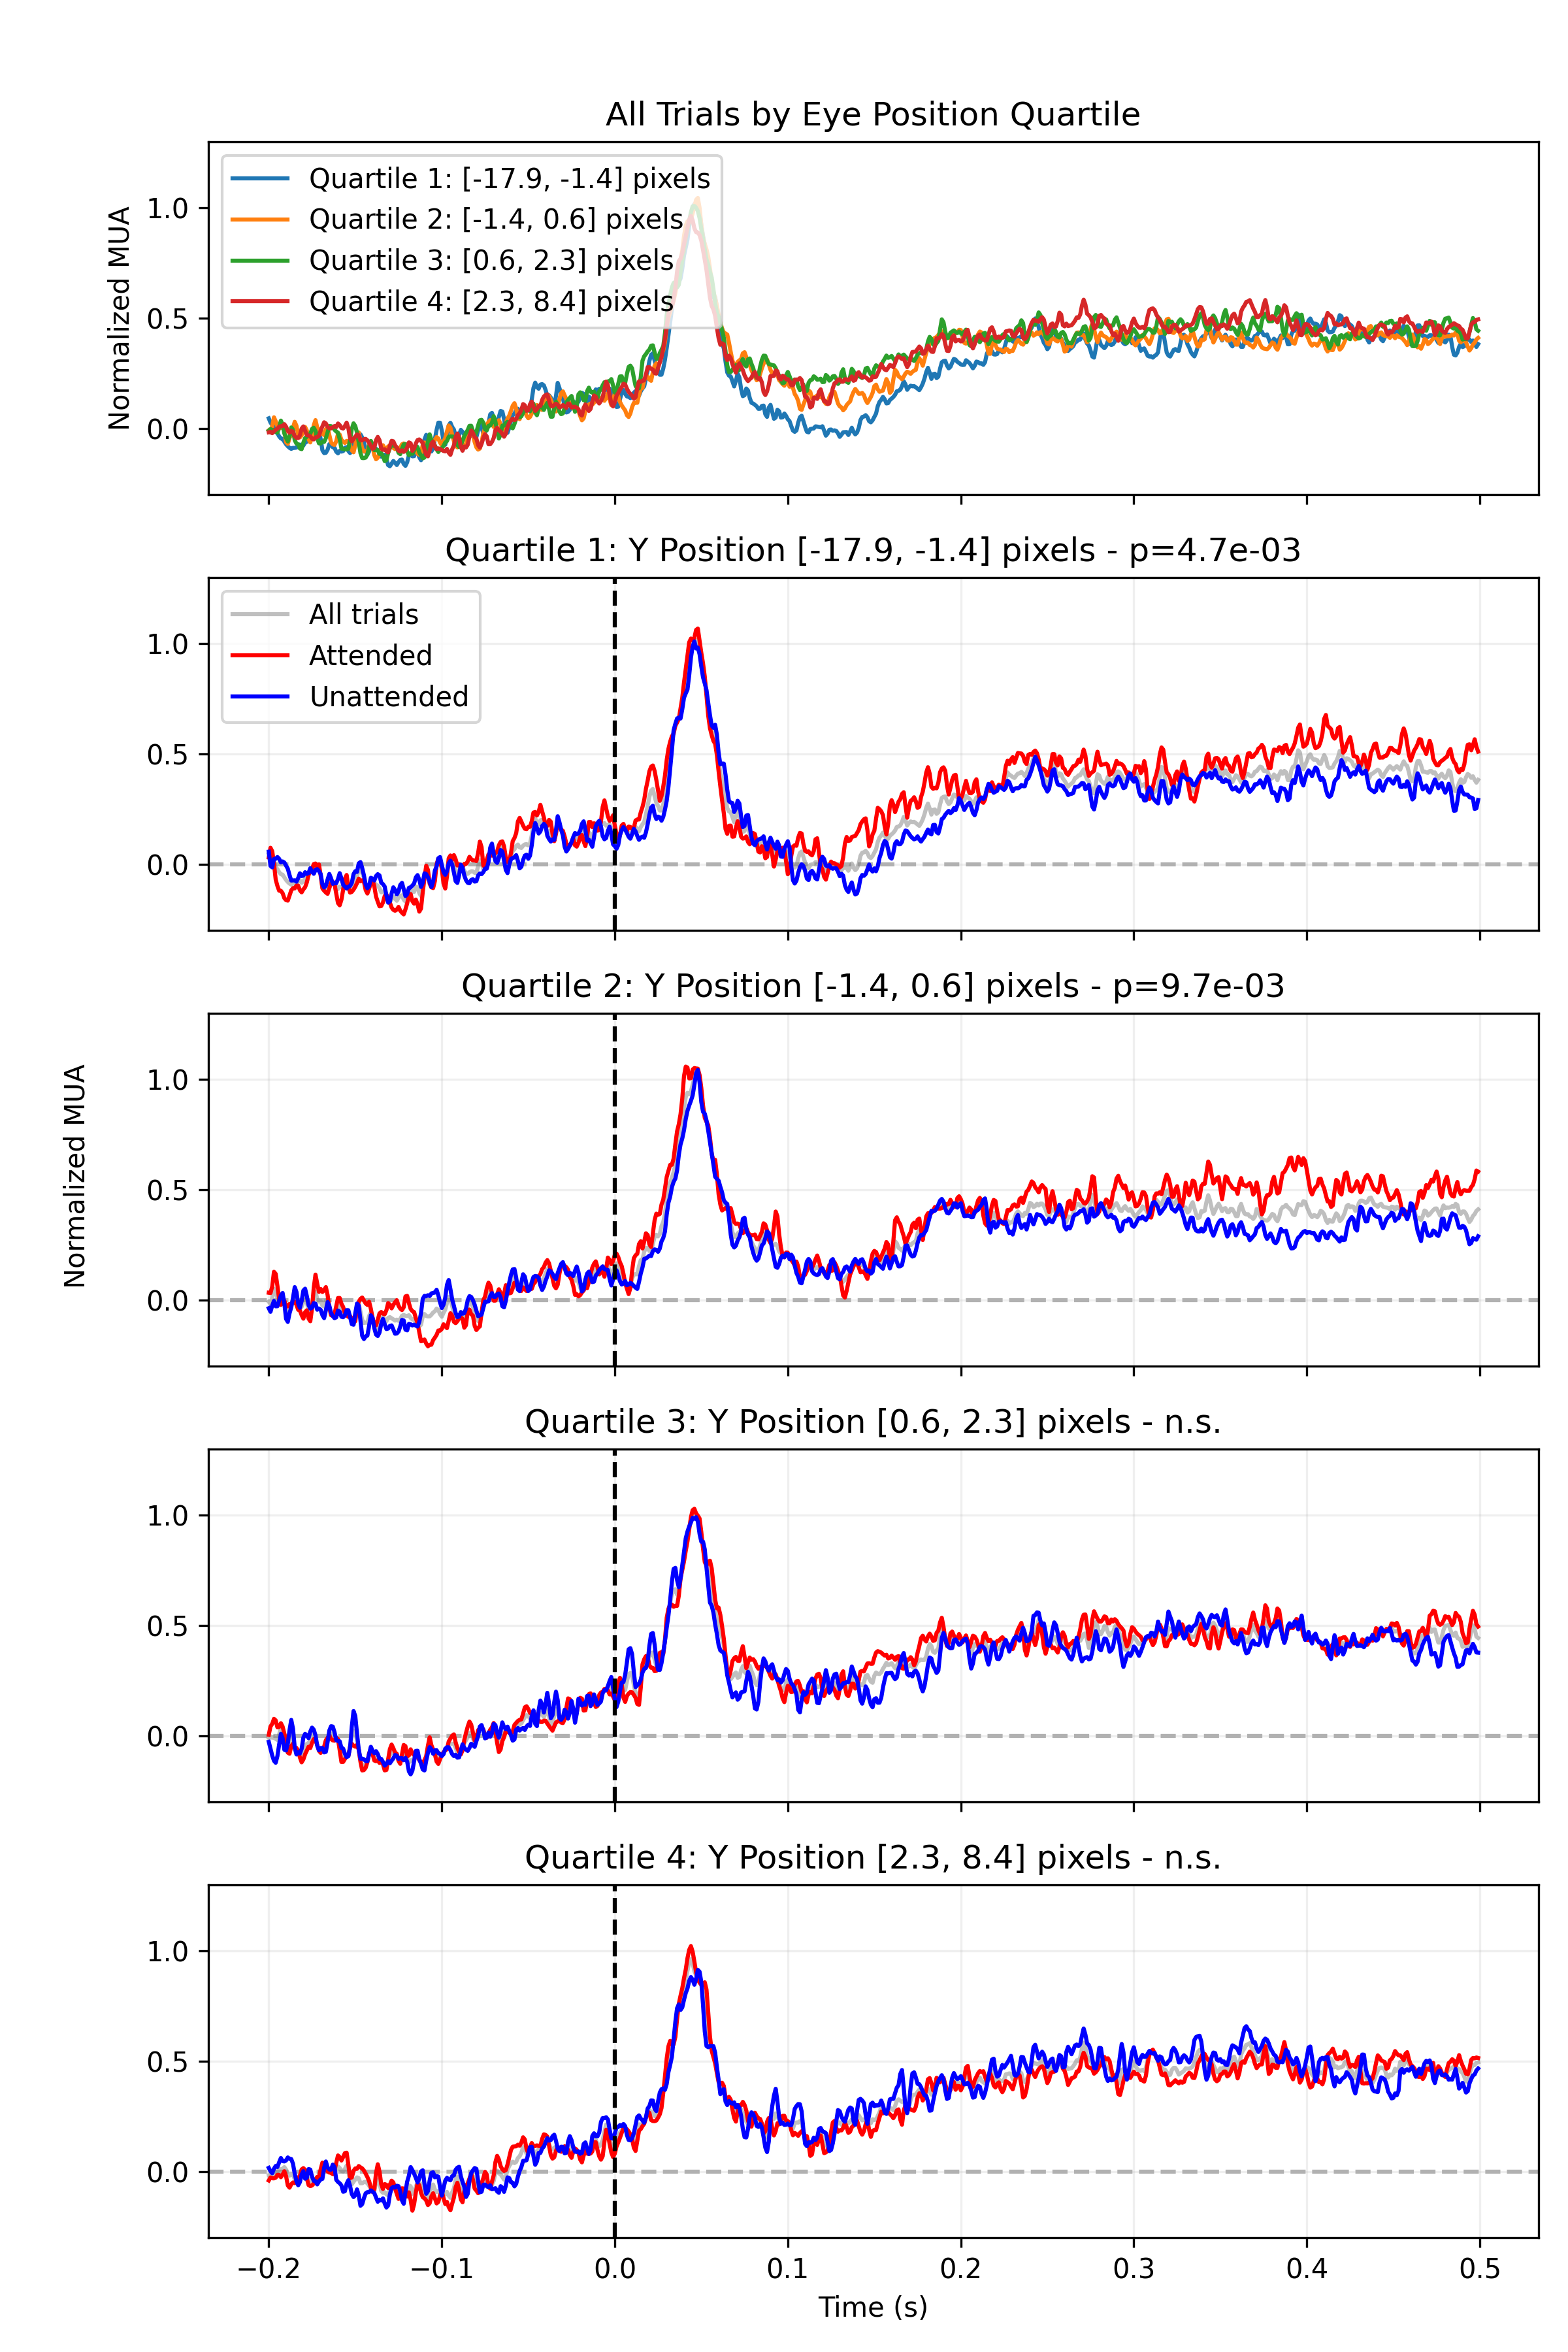 All Trials by Eye Position Quartile
Normalized MUA
1.0
0.5
0.0
Quartile 1: [-17.9, -1.4] pixels
Quartile 2: [-1.4, 0.6] pixels
Quartile 3: [0.6, 2.3] pixels
Quartile 4: [2.3, 8.4] pixels
Quartile 1: Y Position [-17.9, -1.4] pixels - p=4.7e-03
1.0
0.5
0.0
All trials
Attended
Unattended
Quartile 2: Y Position [-1.4, 0.6] pixels - p=9.7e-03
Normalized MUA
1.0
0.5
0.0
Quartile 3: Y Position [0.6, 2.3] pixels - n.s.
1.0
0.5
0.0
Quartile 4: Y Position [2.3, 8.4] pixels - n.s.
1.0
0.5
0.0
−0.2 −0.1 0.0 0.1 0.2 0.3 0.4 0.5
Time (s)